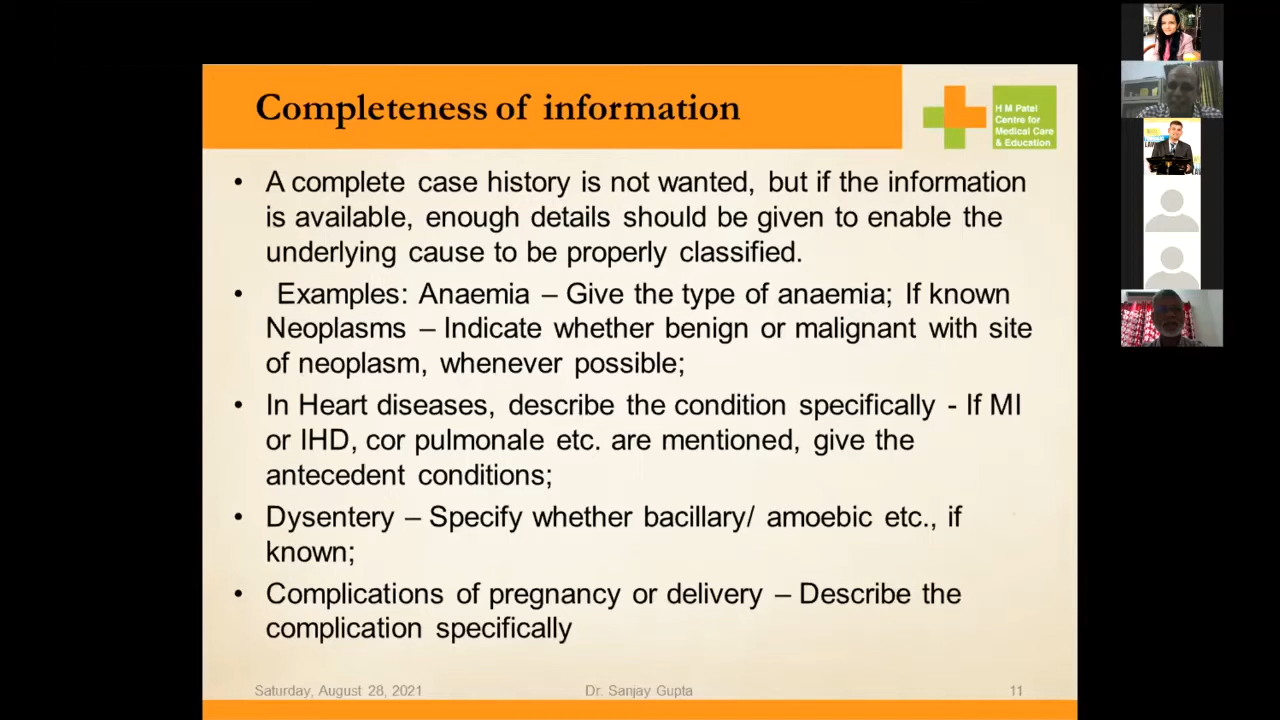 Completeness of information
H M Patel
Centre for
Medical Care
& Education
• A complete case history is not wanted, but if the information
is available, enough details should be given to enable the
underlying cause to be properly classified.
• Examples: Anaemia – Give the type of anaemia; If known
Neoplasms – Indicate whether benign or malignant with site
of neoplasm, whenever possible;
• In Heart diseases, describe the condition specifically - If MI
or IHD, cor pulmonale etc. are mentioned, give the
antecedent conditions;
• Dysentery – Specify whether bacillary/ amoebic etc., if
known;
• Complications of pregnancy or delivery – Describe the
complication specifically
Saturday, August 28, 2021 Dr. Sanjay Gupta 11